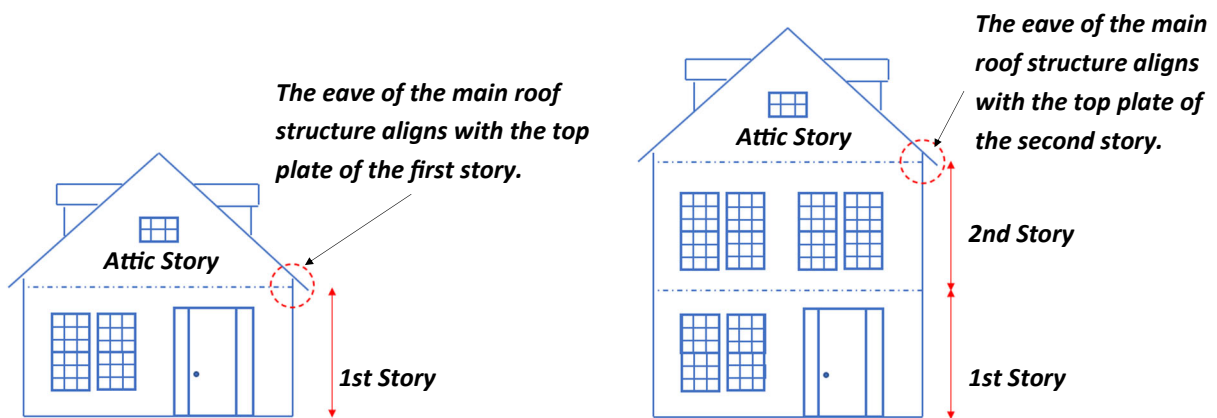 The eave of the main roof
structure aligns with the top
plate of the first story.
Attic Story
1st Story
The eave of the main
roof structure aligns
with the top plate of
the second story.
Attic Story
2nd Story
1st Story